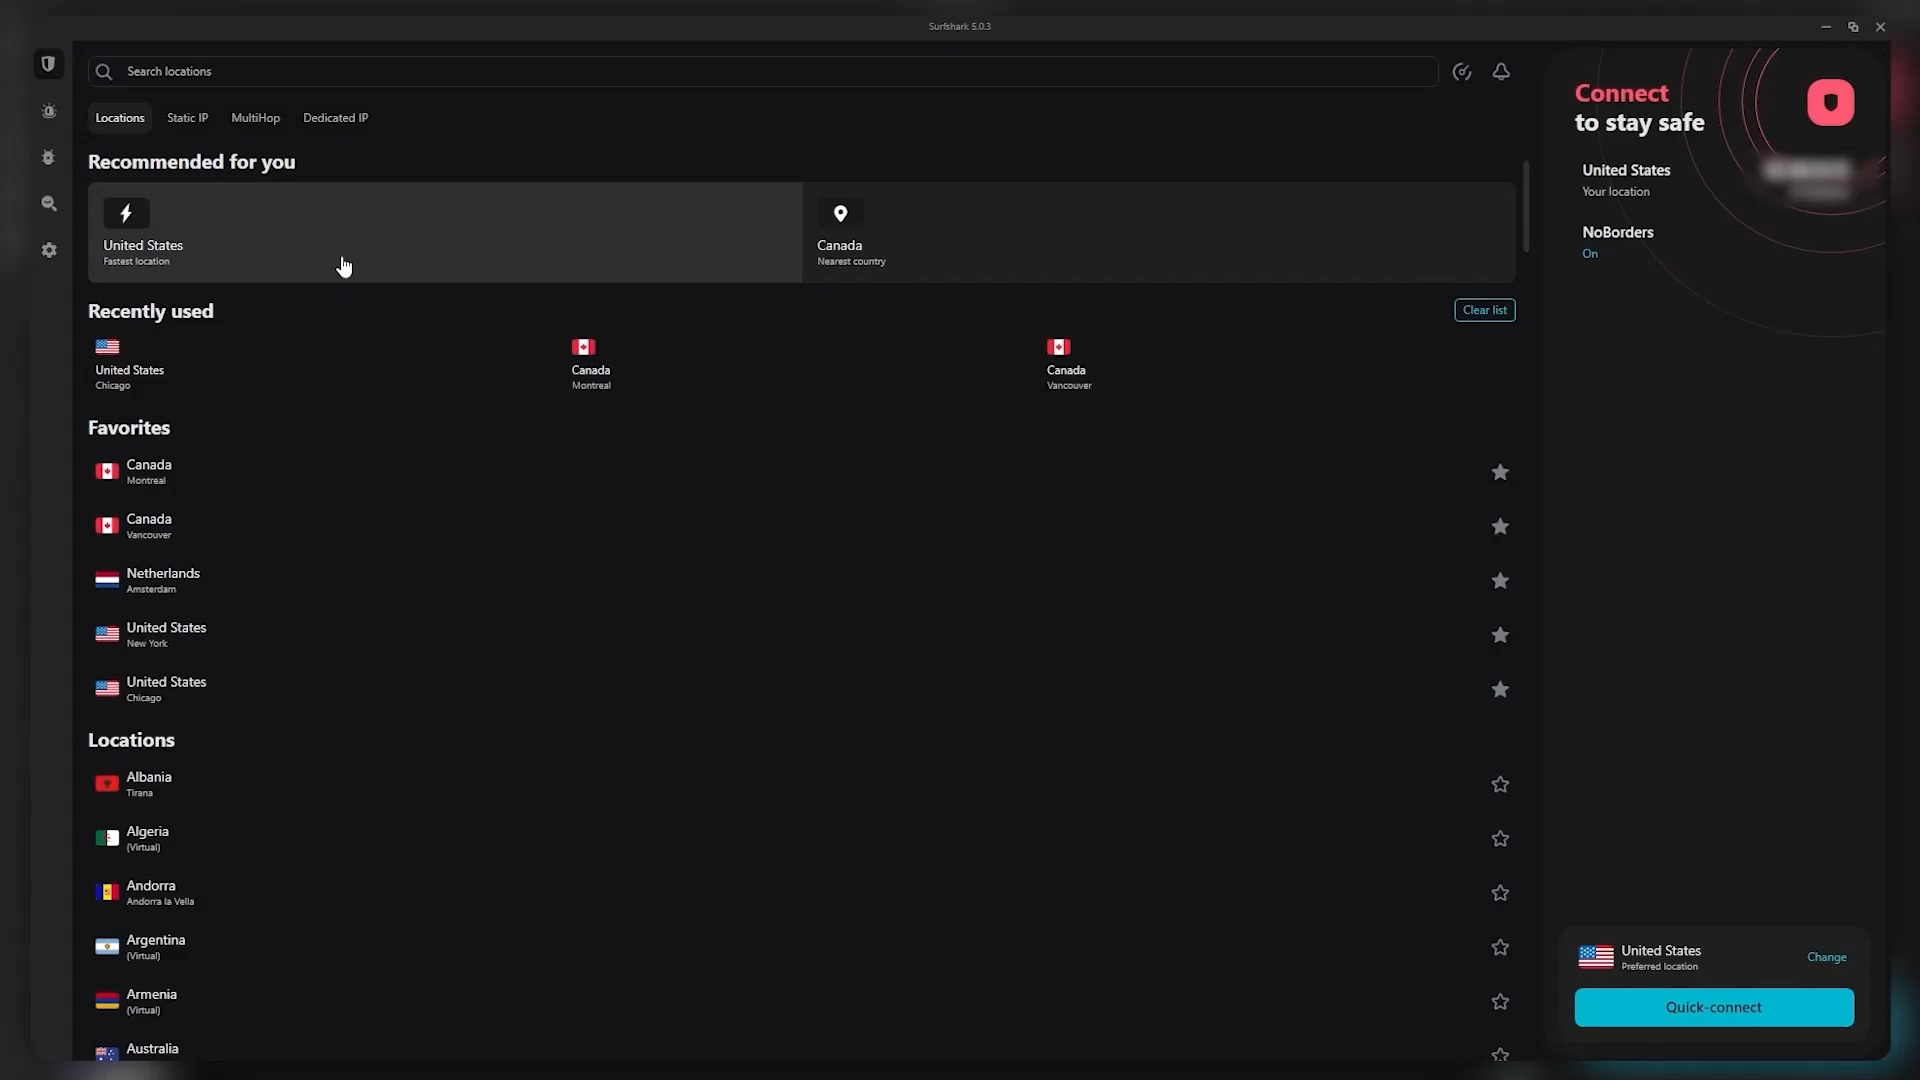 Surfshark 5.0.3
Search locations
Locations
Static IP
MultiHop
Dedicated IP
Recommended for you
United States
Fastest location
Canada
Nearest country
Recently used
Clear list
United States
Chicago
Canada
Montreal
Canada
Vancouver
Favorites
Canada
Montreal
Canada
Vancouver
Netherlands
Amsterdam
United States
New York
United States
Chicago
Locations
Albania
Tirana
Algeria
(Virtual)
Andorra
Andorra la Vella
Argentina
(Virtual)
Armenia
(Virtual)
Australia
Connect
to stay safe
United States
Your location
NoBorders
On
United States
Preferred location
Change
Quick-connect